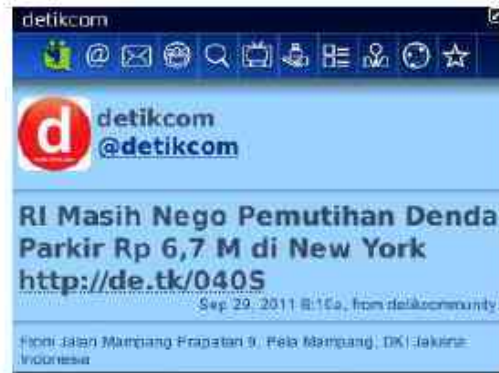 detikcom
detikcom
@detikcom
RI Masih Nego Pemutihan Denda
Parkir Rp 6,7 M di New York
http://de.tk/040S
Sep 29, 2011 8:10a, from detikcommunity
From Jalan Mampang Prapatan 9, Pela Mampang, DKI Jakarta
Indonesia